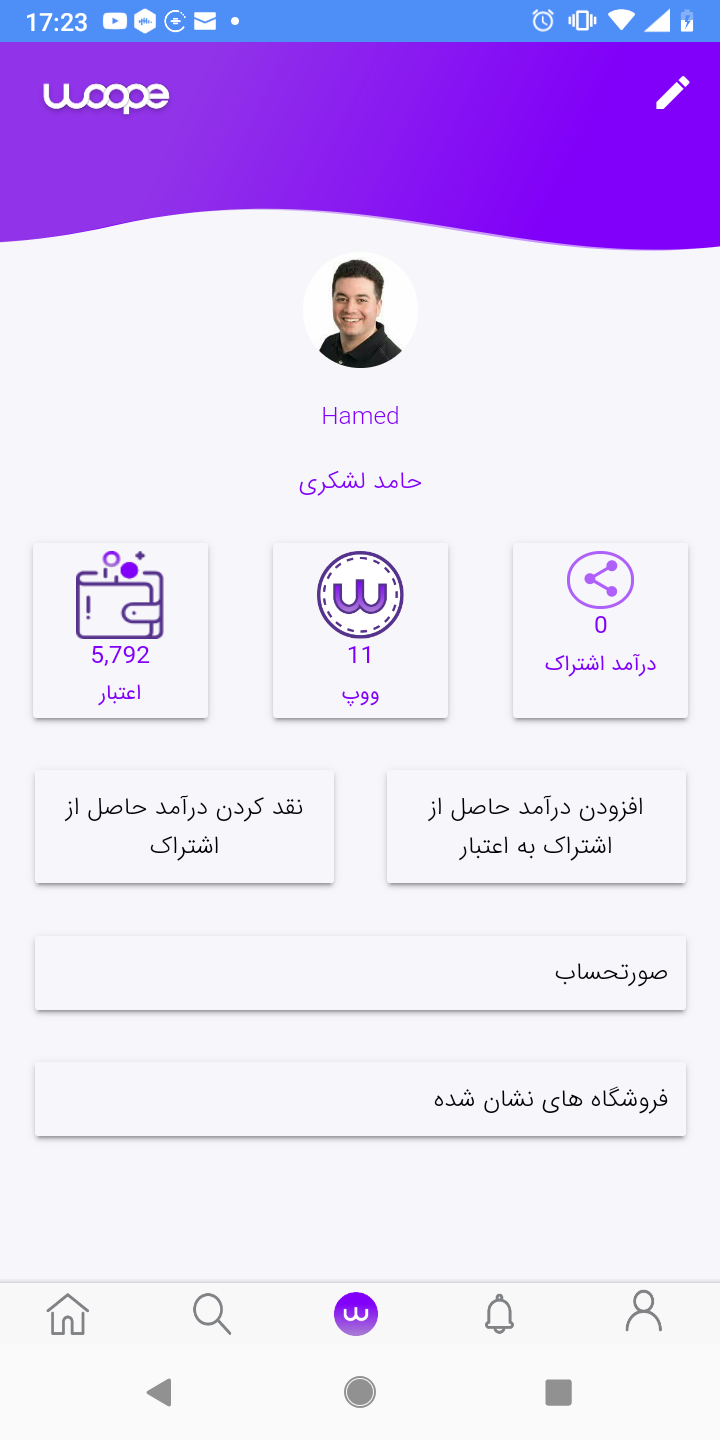 17:23
woope
Hamed
حامد لشکری
5,792
اعتبار
11
ووپ
0
درآمد اشتراک
نقد کردن درآمد حاصل از
اشتراک
افزودن درآمد حاصل از
اشتراک به اعتبار
صورتحساب
فروشگاه های نشان شده